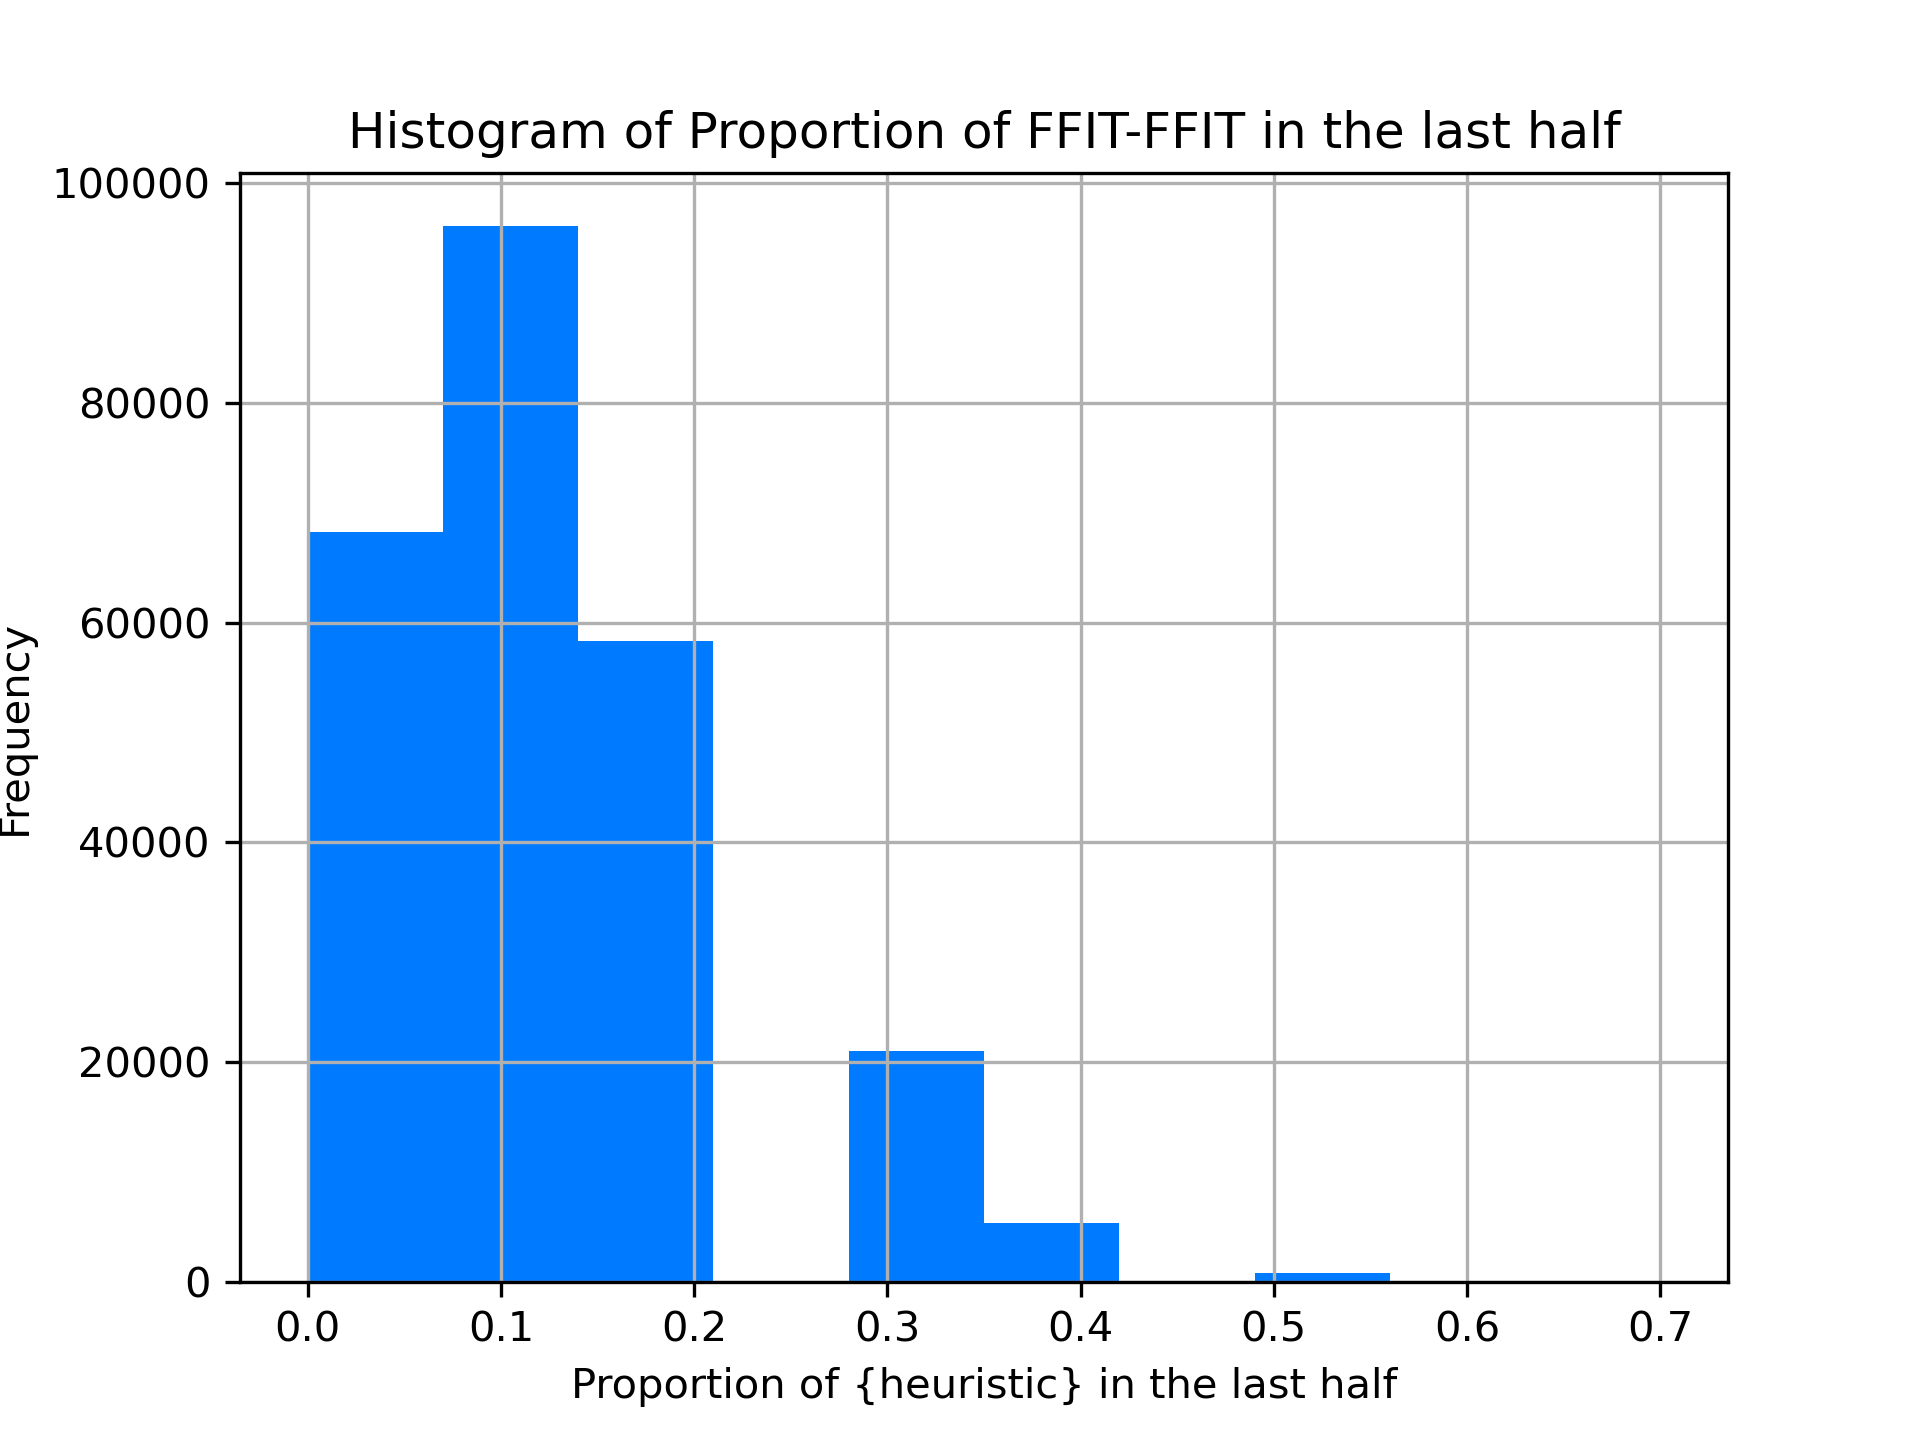 Histogram of Proportion of FFIT-FFIT in the last half
100000
80000
60000
40000
20000
0
Frequency
0.0 0.1 0.2 0.3 0.4 0.5 0.6 0.7
Proportion of {heuristic} in the last half